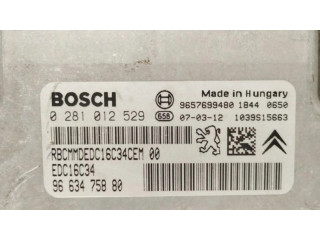 BOSCH
Made in Hungary
9657699480 1844 0650
0 281 012 529 656 07-03-12 1039S15663
RBCMMDEDC16C34CEM 00
EDC16C34
96 634 758 80